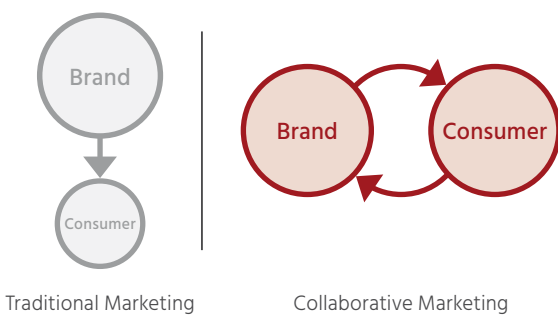 Brand
Consumer
Traditional Marketing
Brand
Consumer
Collaborative Marketing